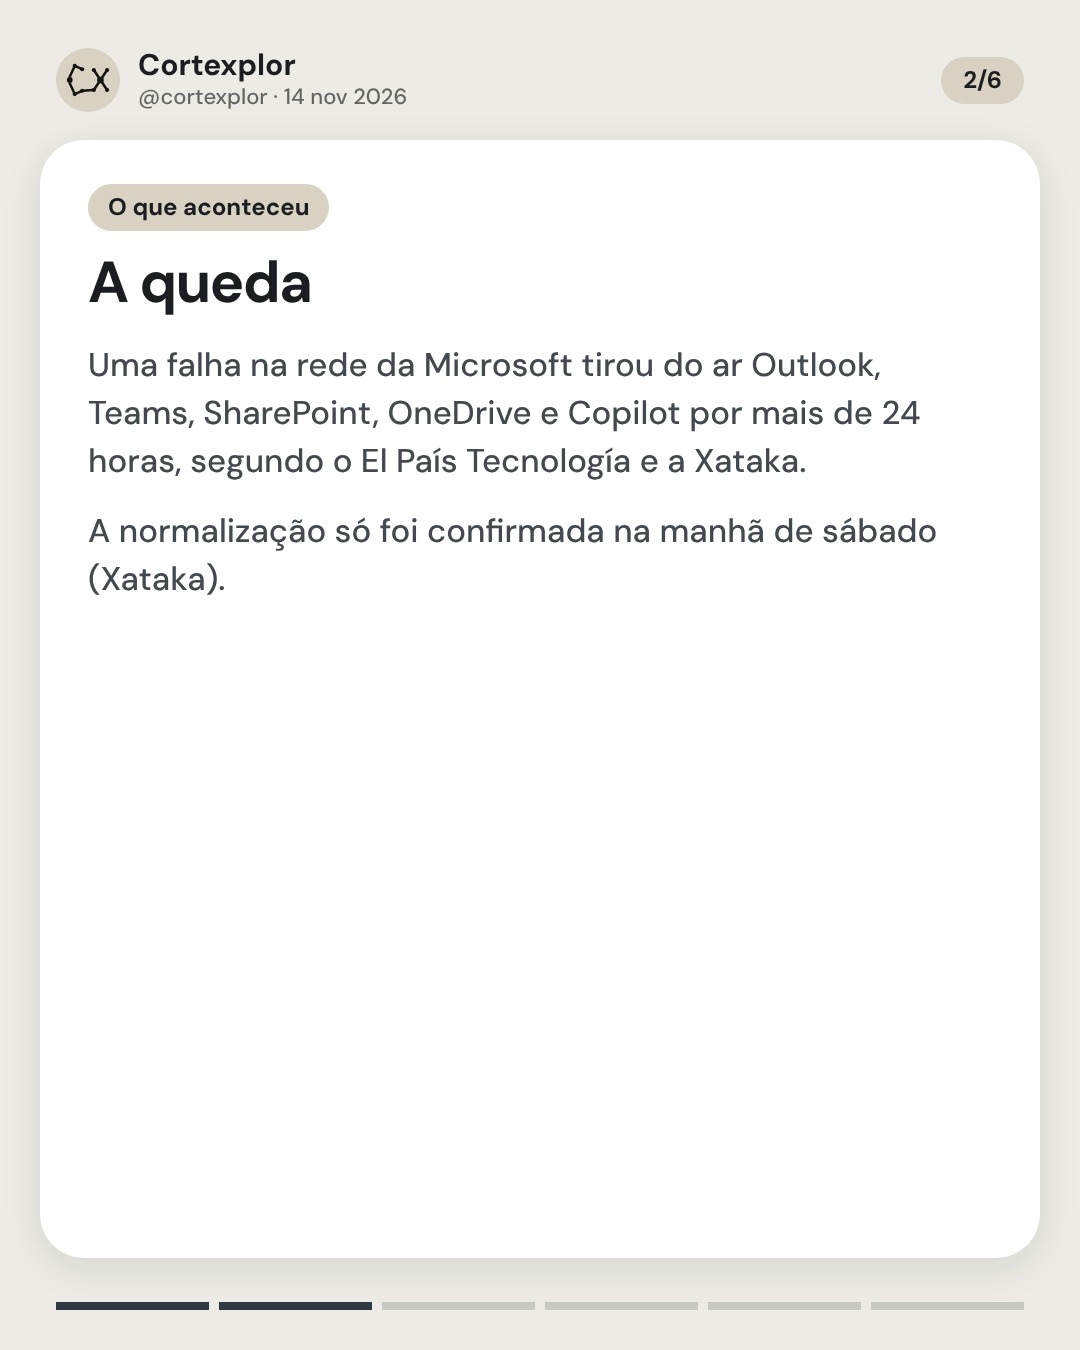 Cortexplor
@cortexplor · 14 nov 2026
2/6
O que aconteceu
A queda
Uma falha na rede da Microsoft tirou do ar Outlook,
Teams, SharePoint, OneDrive e Copilot por mais de 24
horas, segundo o El País Tecnología e a Xataka.
A normalização só foi confirmada na manhã de sábado
(Xataka).